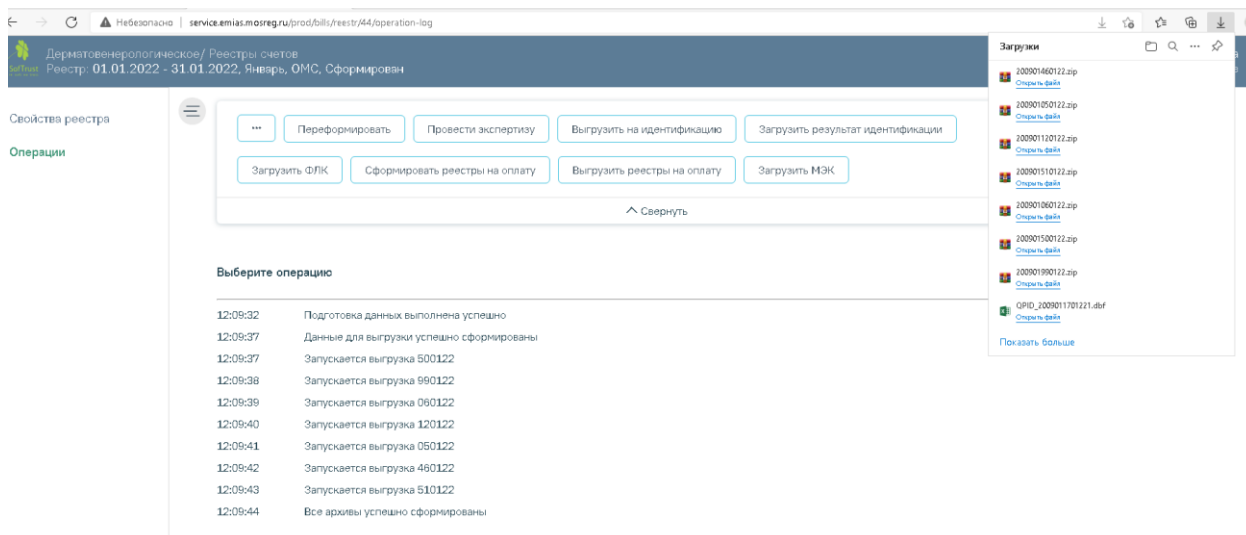 Небезопасно | service.emias.mosreg.ru/prod/bills/reestr/44/operation-log
SofTrust
Дерматовенерологическое/ Реестры счетов
Реестр: 01.01.2022 - 31.01.2022, Январь, ОМС, Сформирован
Свойства реестра
Операции
... Переформировать Провести экспертизу Выгрузить на идентификацию Загрузить результат идентификации
Загрузить ФЛК Сформировать реестры на оплату Выгрузить реестры на оплату Загрузить МЭК
Свернуть
Выберите операцию
12:09:32 Подготовка данных выполнена успешно
12:09:37 Данные для выгрузки успешно сформированы
12:09:37 Запускается выгрузка 500122
12:09:38 Запускается выгрузка 990122
12:09:39 Запускается выгрузка 060122
12:09:40 Запускается выгрузка 120122
12:09:41 Запускается выгрузка 050122
12:09:42 Запускается выгрузка 460122
12:09:43 Запускается выгрузка 510122
12:09:44 Все архивы успешно сформированы
Загрузки
200901460122.zip
Открыть файл
200901050122.zip
Открыть файл
200901120122.zip
Открыть файл
200901510122.zip
Открыть файл
200901060122.zip
Открыть файл
200901500122.zip
Открыть файл
200901990122.zip
Открыть файл
QPID_2009011701221.dbf
Открыть файл
Показать больше